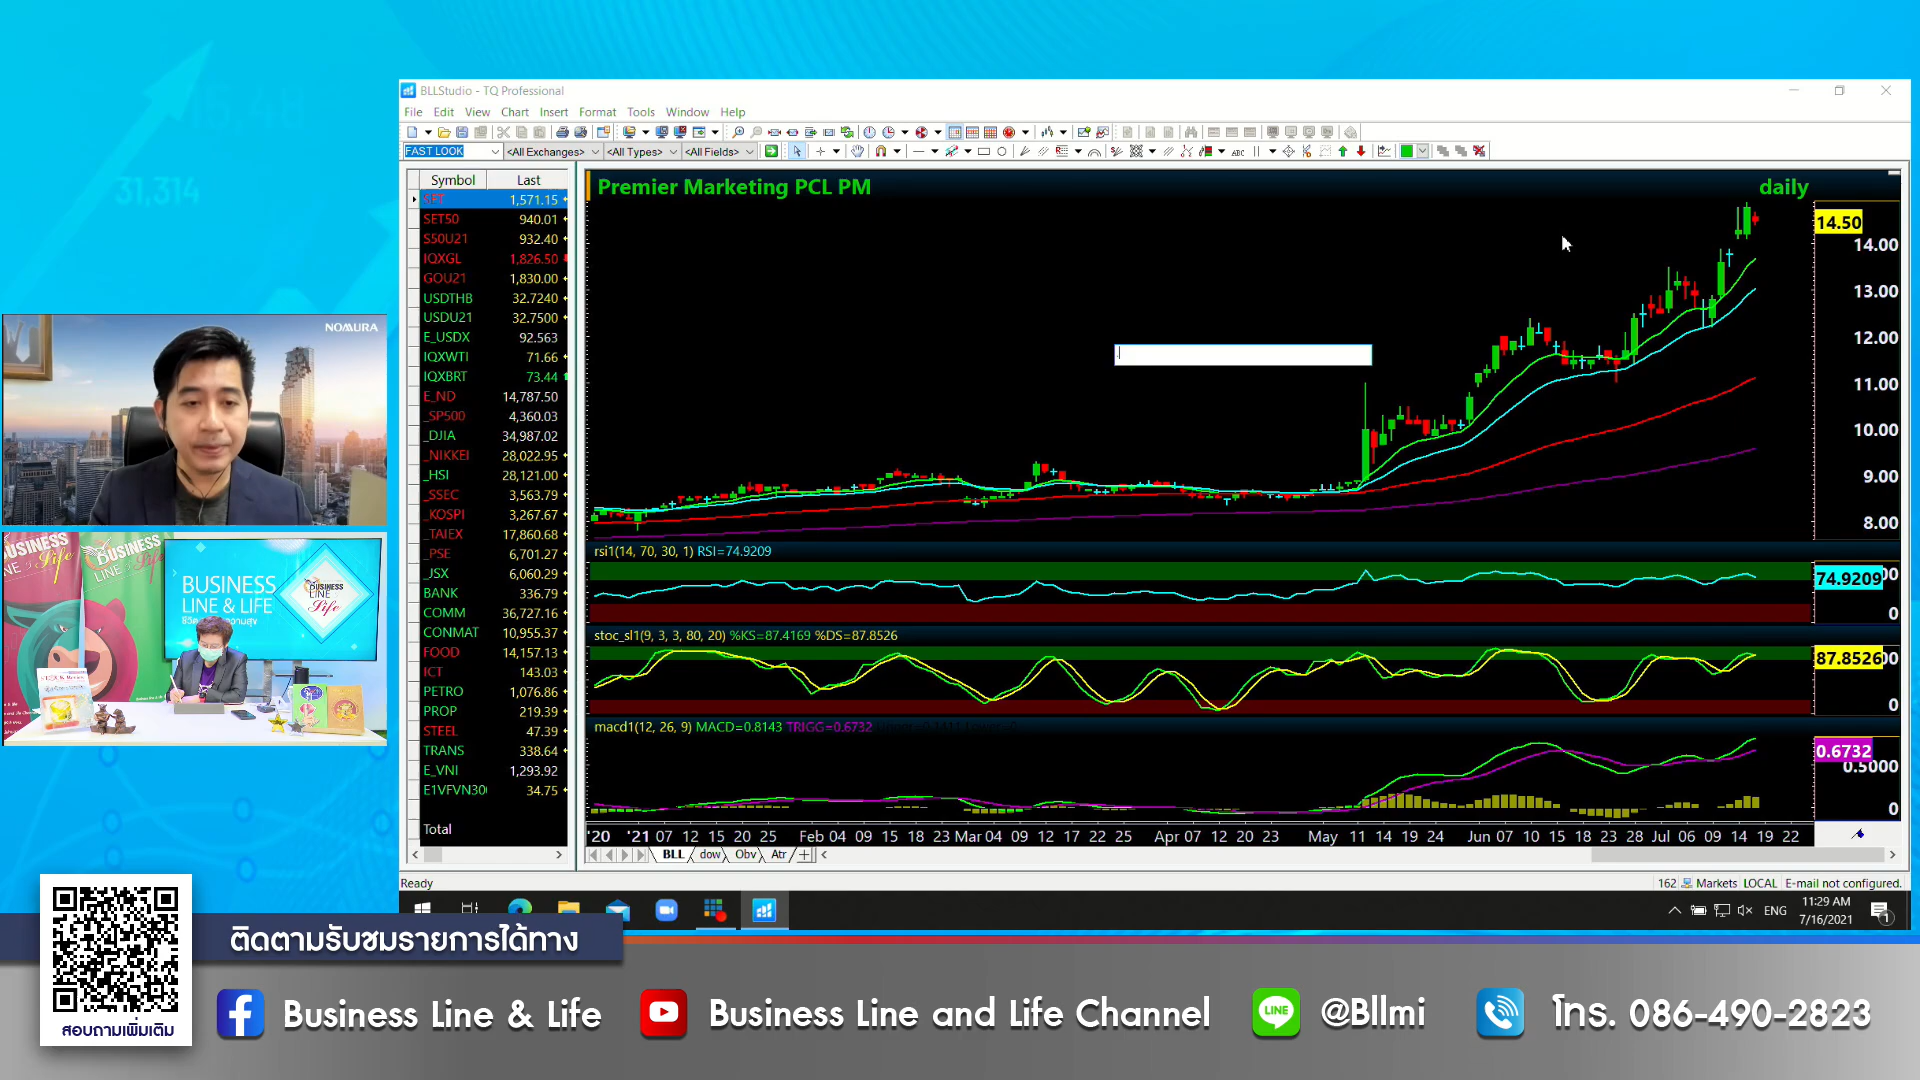 BLLStudio - TQ Professional
File Edit View Chart Insert Format Tools Window Help
FAST LOOK <All Exchanges> <All Types> <All Fields>
ABC
Symbol Last
SET 1,571.15
SET50 940.01
S50U21 932.40
IQXGL 1,826.50
GOU21 1,830.00
USDTHB 32.7240
USDU21 32.7500
E_USDX 92.563
IQXWTI 71.66
IQXBRT 73.44
E_ND 14,787.50
_SP500 4,360.03
_DJIA 34,987.02
_NIKKEI 28,022.95
_HSI 28,121.00
_SSEC 3,563.79
_KOSPI 3,267.67
_TAIEX 17,860.68
_PSE 6,701.27
_JSX 6,060.29
BANK 336.79
COMM 36,727.16
CONMAT 10,955.37
FOOD 14,157.13
ICT 143.03
PETRO 1,076.86
PROP 219.39
STEEL 47.39
TRANS 338.64
E_VNI 1,293.92
E1VFVN30 34.75
Total
Premier Marketing PCL PM daily
14.50
14.00
13.00
12.00
11.00
10.00
9.00
8.00
rsi1(14, 70, 30, 1) RSI=74.9209
74.9209
0
stoc_sl1(9, 3, 3, 80, 20) %KS=87.4169 %DS=87.8526
87.8526
0
macd1(12, 26, 9) MACD=0.8143 TRIGG=0.6732
0.6732
0.5000
0
'20 '21 07 12 15 20 25 Feb 04 09 15 18 23 Mar 04 09 12 17 22 25 Apr 07 12 20 23 May 11 14 19 24 Jun 07 10 15 18 23 28 Jul 06 09 14 19 22
BLL dow Obv Atr
Ready 162 Markets LOCAL E-mail not configured.
ENG 11:29 AM
7/16/2021
1
31,314
NOMURA
BUSINESS
LINE
Life
BUSINESS
LINE & LIFE
BUSINESS
LINE
Life
ติดตามรับชมรายการได้ทาง
สอบถามเพิ่มเติม
Business Line & Life
Business Line and Life Channel
LINE
@Bllmi
โทร. 086-490-2823